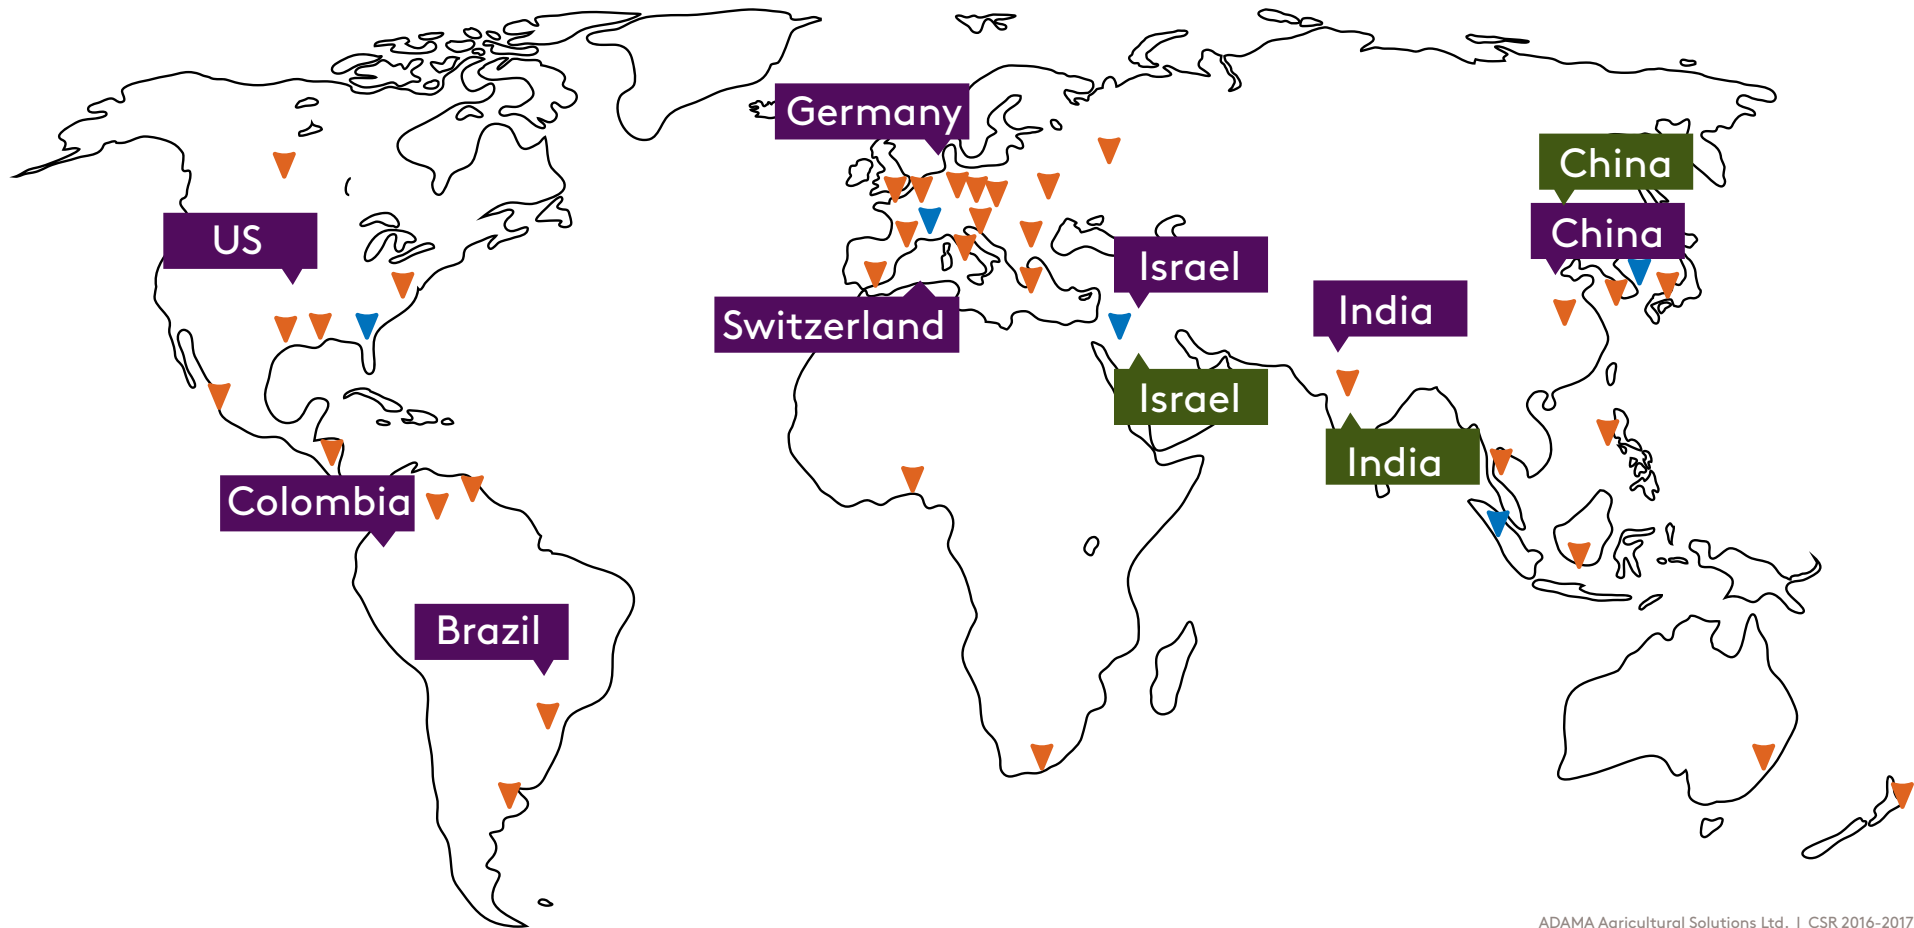 Germany
China
US
China
Israel
India
Switzerland
Israel
India
Colombia
Brazil
ADAMA Agricultural Solutions Ltd. | CSR 2016-2017